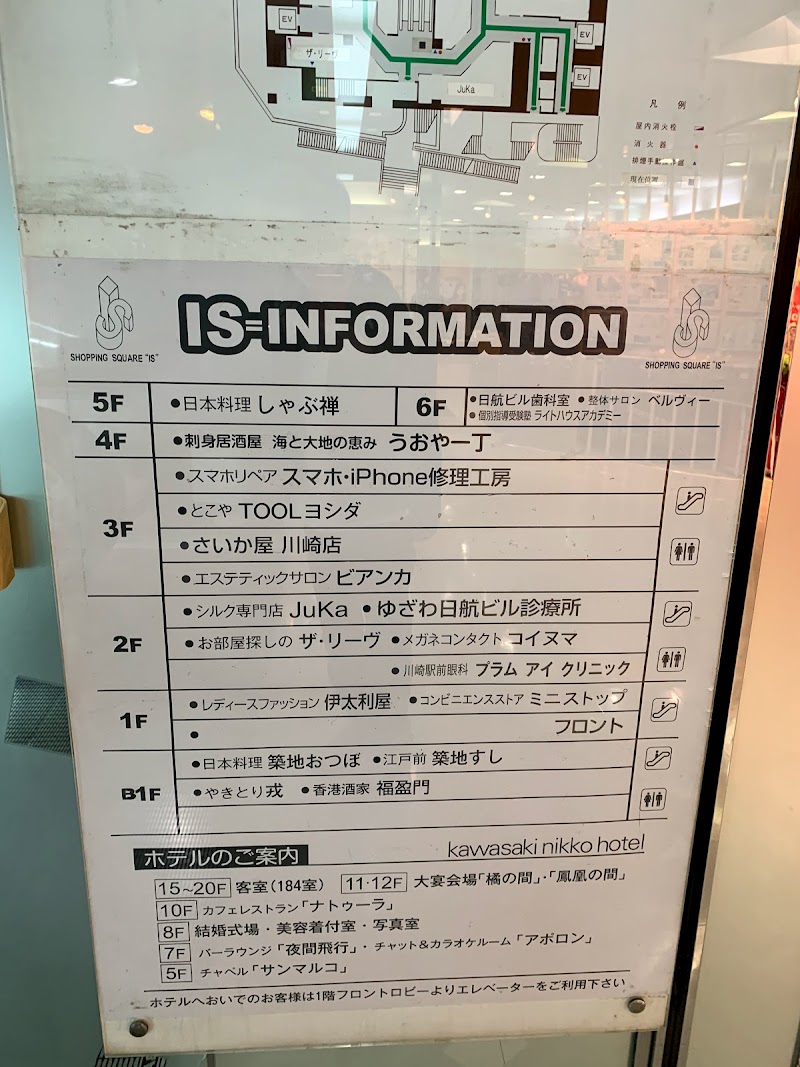 EV
EV
ザ・リーヴ
EV
JuKa
凡 例
屋内消火栓
消火器
排煙手動
現在位置
IS=INFORMATION
SHOPPING SQUARE "IS"
SHOPPING SQUARE "IS"
5F ●日本料理 しゃぶ禅 6F ●日航ビル歯科室 ●整体サロン ベルヴィー
●個別指導受験塾 ライトハウスアカデミー
4F ●刺身居酒屋 海と大地の恵み うおや一丁
3F ●スマホリペア スマホ・iPhone修理工房
●とこや TOOLヨシダ
●さいか屋 川崎店
●エステティックサロン ビアンカ
2F ●シルク専門店 JuKa ●ゆざわ日航ビル診療所
●お部屋探しの ザ・リーヴ ●メガネコンタクト コイヌマ
●川崎駅前眼科 プラム アイ クリニック
1F ●レディースファッション 伊太利屋 ●コンビニエンスストア ミニストップ
● フロント
B1F ●日本料理 築地おつぼ ●江戸前 築地すし
●やきとり 戎 ●香港酒家 福盈門
ホテルのご案内 kawasaki nikko hotel
15~20F 客室(184室) 11・12F 大宴会場「橘の間」・「鳳凰の間」
10F カフェレストラン「ナトゥーラ」
8F 結婚式場・美容着付室・写真室
7F バーラウンジ「夜間飛行」・チャット&カラオケルーム「アポロン」
5F チャペル「サンマルコ」
ホテルへおいでのお客様は1階フロントロビーよりエレベーターをご利用下さい